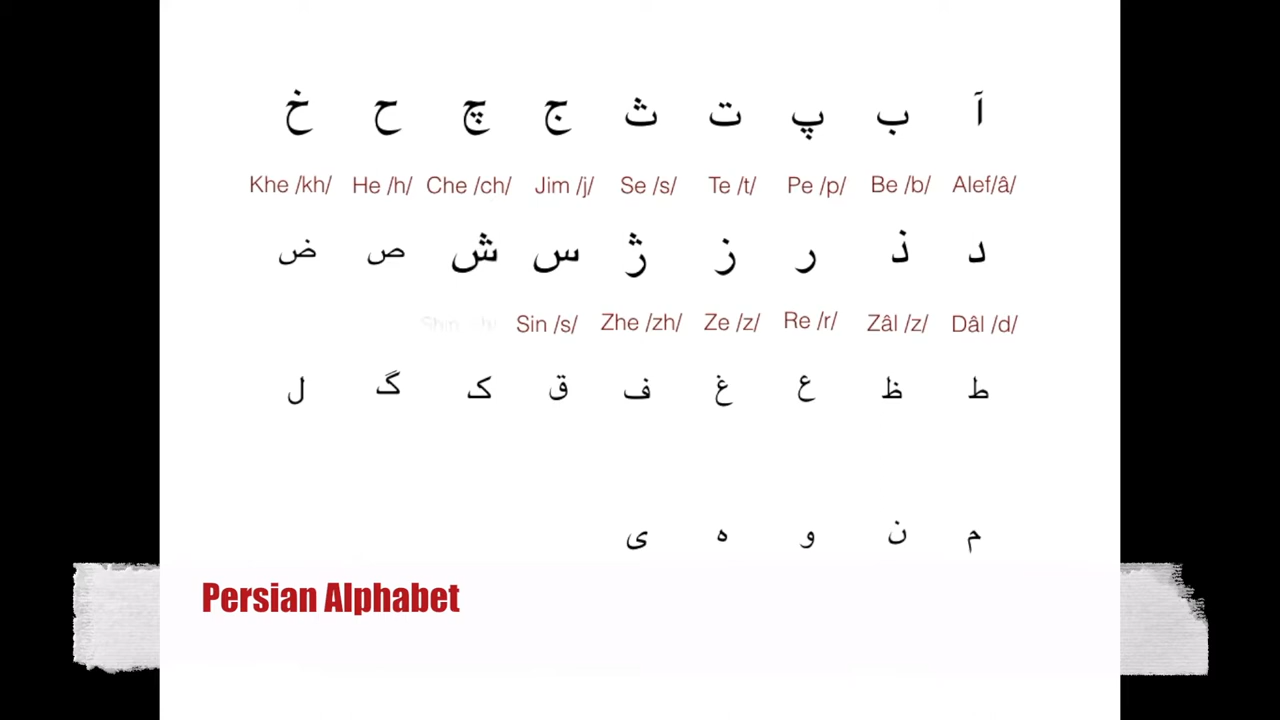 آ ب پ ت ث ج چ ح خ
Khe /kh/ He /h/ Che /ch/ Jim /j/ Se /s/ Te /t/ Pe /p/ Be /b/ Alef/â/
د ذ ر ز ژ س ش ص ض
Shin Sin /s/ Zhe /zh/ Ze /z/ Re /r/ Zâl /z/ Dâl /d/
ط ظ ع غ ف ق ک گ ل
م ن و ه ی
Persian Alphabet